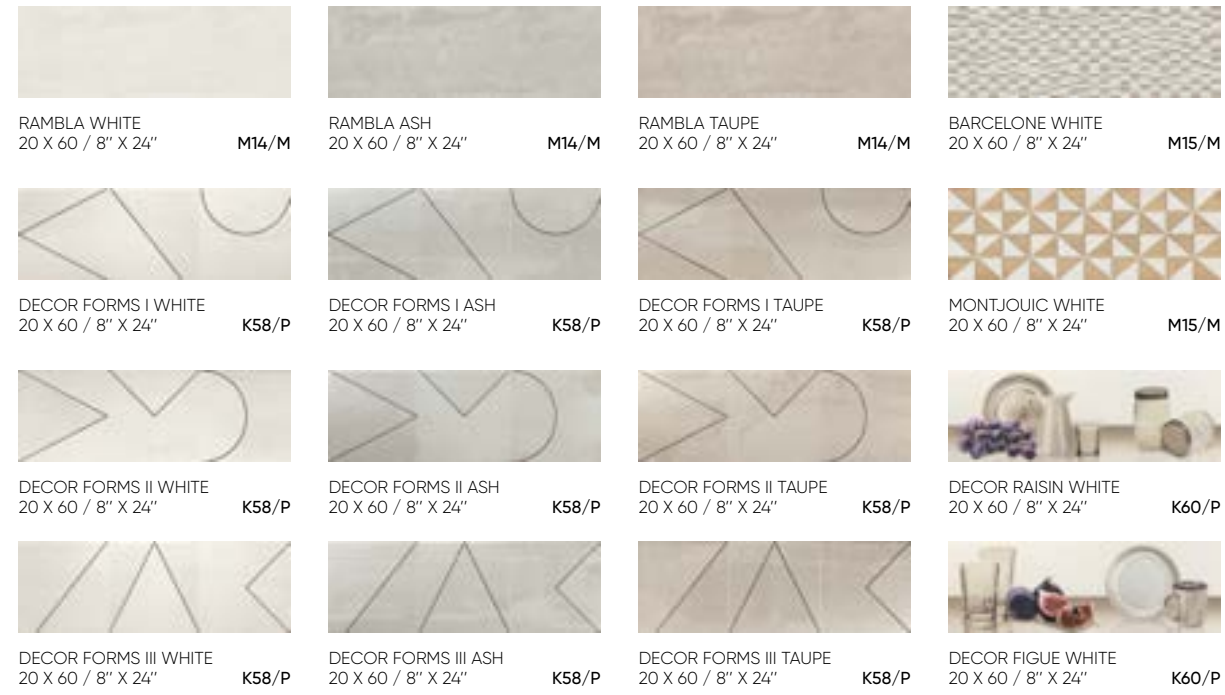 RAMBLA WHITE
20 X 60 / 8’’ X 24’’ M14/M
RAMBLA ASH
20 X 60 / 8’’ X 24’’ M14/M
RAMBLA TAUPE
20 X 60 / 8’’ X 24’’ M14/M
BARCELONE WHITE
20 X 60 / 8’’ X 24’’ M15/M
DECOR FORMS I WHITE
20 X 60 / 8’’ X 24’’ K58/P
DECOR FORMS I ASH
20 X 60 / 8’’ X 24’’ K58/P
DECOR FORMS I TAUPE
20 X 60 / 8’’ X 24’’ K58/P
MONTJOUIC WHITE
20 X 60 / 8’’ X 24’’ M15/M
DECOR FORMS II WHITE
20 X 60 / 8’’ X 24’’ K58/P
DECOR FORMS II ASH
20 X 60 / 8’’ X 24’’ K58/P
DECOR FORMS II TAUPE
20 X 60 / 8’’ X 24’’ K58/P
DECOR RAISIN WHITE
20 X 60 / 8’’ X 24’’ K60/P
DECOR FORMS III WHITE
20 X 60 / 8’’ X 24’’ K58/P
DECOR FORMS III ASH
20 X 60 / 8’’ X 24’’ K58/P
DECOR FORMS III TAUPE
20 X 60 / 8’’ X 24’’ K58/P
DECOR FIGUE WHITE
20 X 60 / 8’’ X 24’’ K60/P